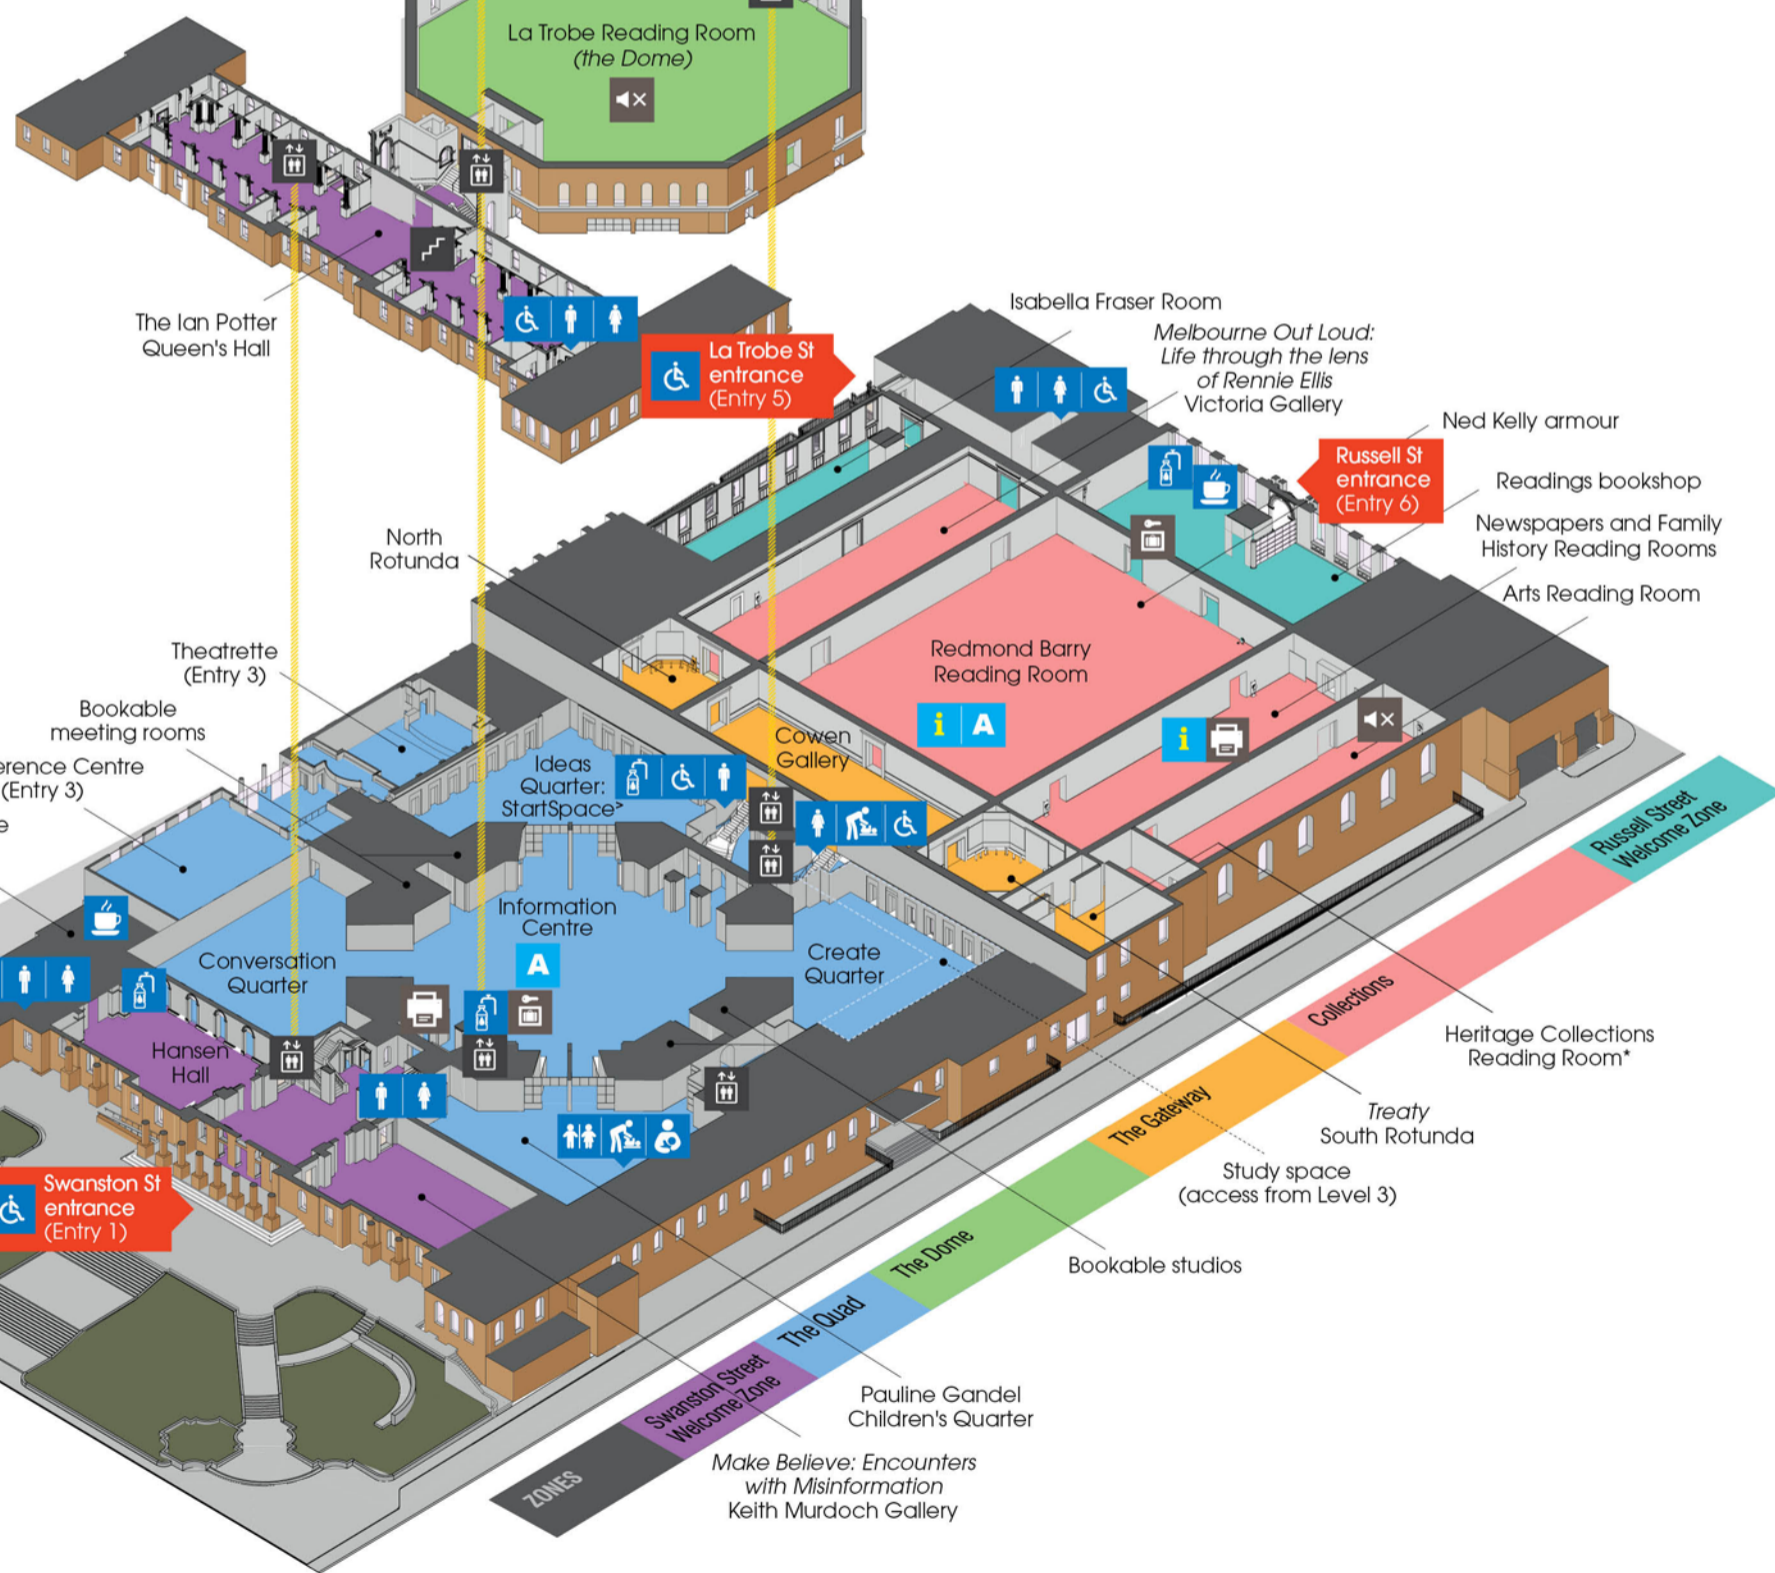 La Trobe Reading Room
(the Dome)
The Ian Potter
Queen's Hall
La Trobe St
entrance
(Entry 5)
Isabella Fraser Room
Melbourne Out Loud:
Life through the lens
of Rennie Ellis
Victoria Gallery
Ned Kelly armour
Russell St
entrance
(Entry 6)
Readings bookshop
Newspapers and Family
History Reading Rooms
Arts Reading Room
North
Rotunda
Theatrette
(Entry 3)
Bookable
meeting rooms
Centre
(Entry 3)
Redmond Barry
Reading Room
i A
i
Cowen
Gallery
Ideas
Quarter:
StartSpace>
Information
Centre
A
Conversation
Quarter
Create
Quarter
Hansen
Hall
Swanston St
entrance
(Entry 1)
Heritage Collections
Reading Room*
Treaty
South Rotunda
Study space
(access from Level 3)
Bookable studios
Pauline Gandel
Children's Quarter
Make Believe: Encounters
with Misinformation
Keith Murdoch Gallery
ZONES
Swanston Street
Welcome Zone
The Quad
The Dome
The Gateway
Collections
Russell Street
Welcome Zone